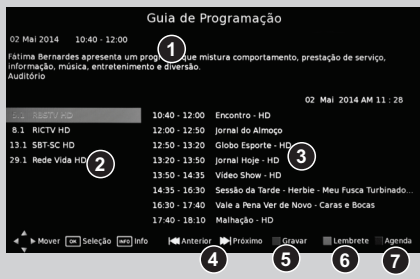 Guia de Programação
02 Mai 2014 10:40 - 12:00
Fátima Bernardes apresenta um que mistura comportamento, prestação de serviço,
informação, música, entretenimento e diversão.
Auditório
1
02 Mai 2014 AM 11 : 28
RBSTV HD
8.1 RICTV HD
13.1 SBT-SC HD
29.1 Rede Vida HD
2
10:40 - 12:00 Encontro - HD
12:00 - 12:50 Jornal do Almoço
12:50 - 13:20 Globo Esporte - HD
13:20 - 13:50 Jornal Hoje - HD
3
13:50 - 14:35 Vídeo Show - HD
14:35 - 16:30 Sessão da Tarde - Herbie - Meu Fusca Turbinado...
16:30 - 17:40 Vale a Pena Ver de Novo - Caras e Bocas
17:40 - 18:10 Malhação - HD
Mover OK Seleção INFO Info Anterior Próximo Gravar Lembrete Agenda
4 5 6 7